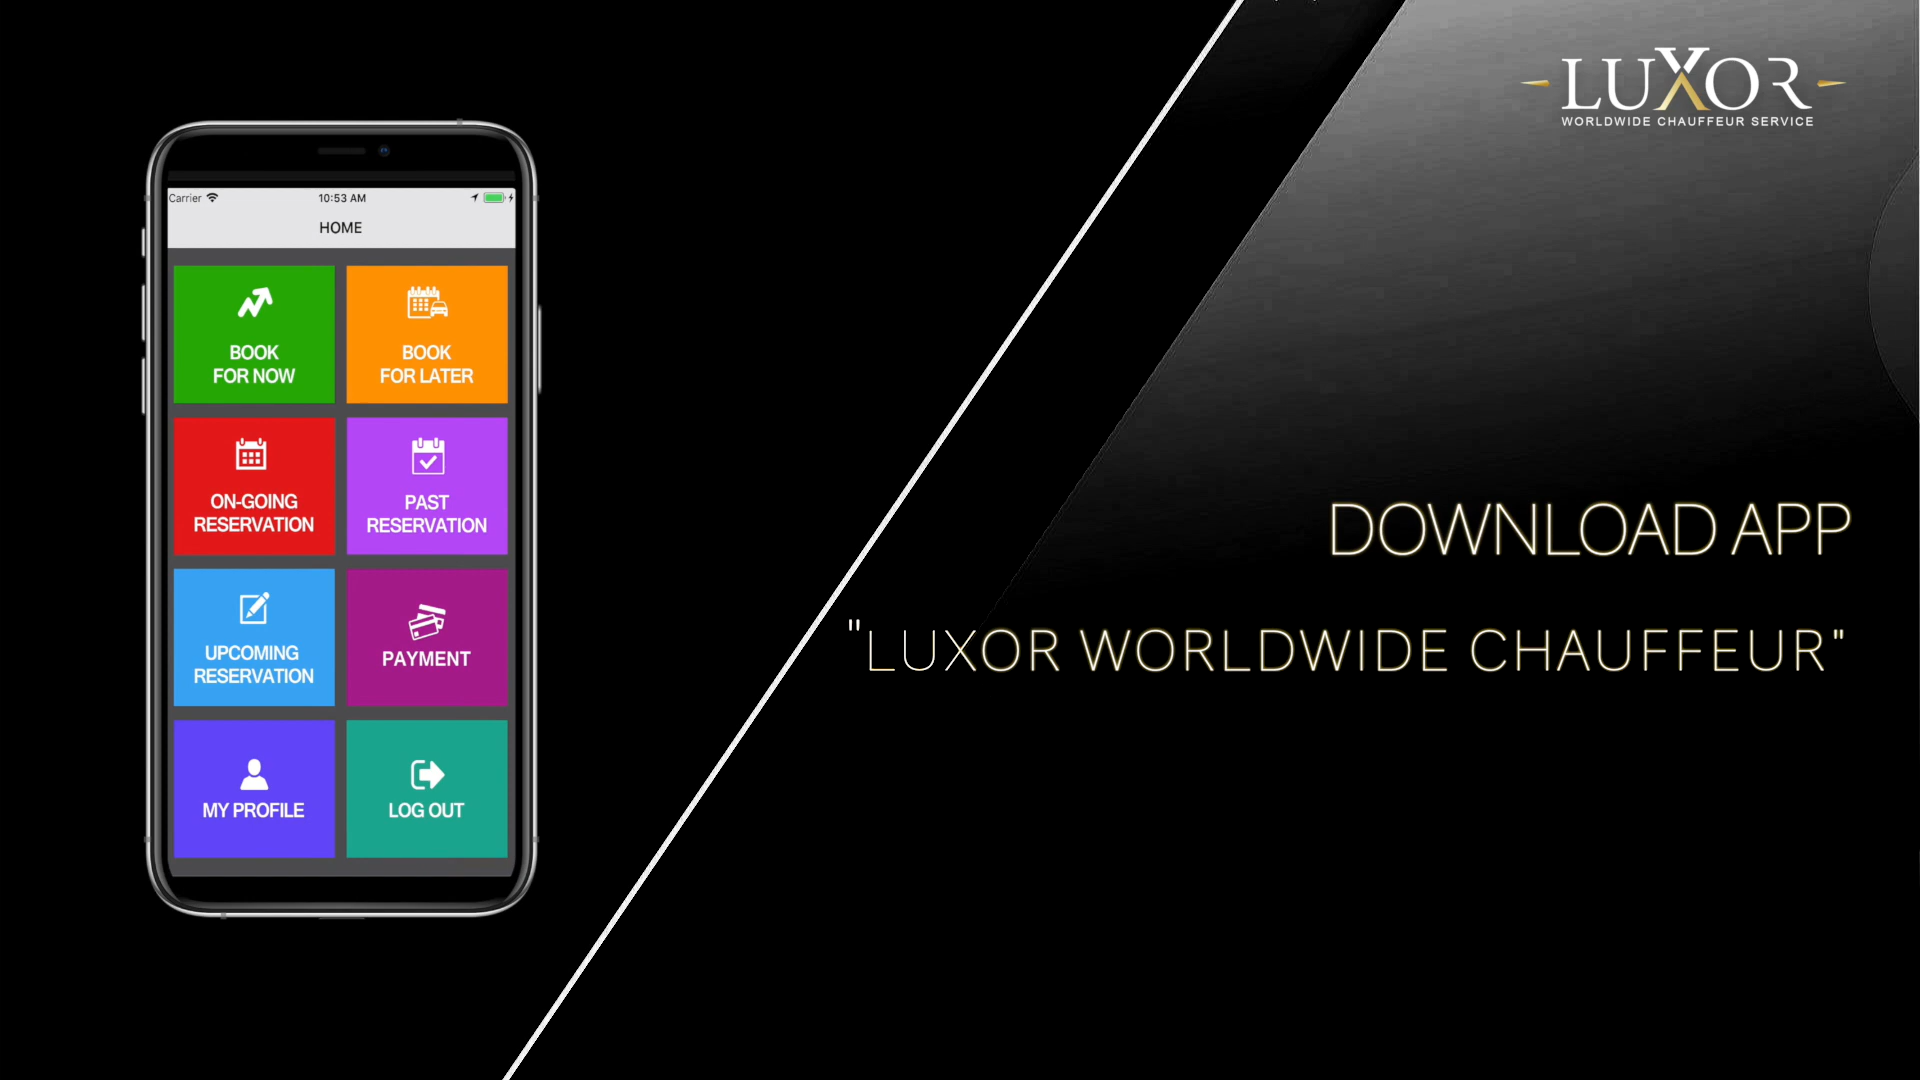 LUXOR
WORLDWIDE CHAUFFEUR SERVICE
Carrier
10:53 AM
HOME
BOOK
FOR NOW
BOOK
FOR LATER
ON-GOING
RESERVATION
PAST
RESERVATION
UPCOMING
RESERVATION
PAYMENT
MY PROFILE
LOG OUT
DOWNLOAD APP
"LUXOR WORLDWIDE CHAUFFEUR"